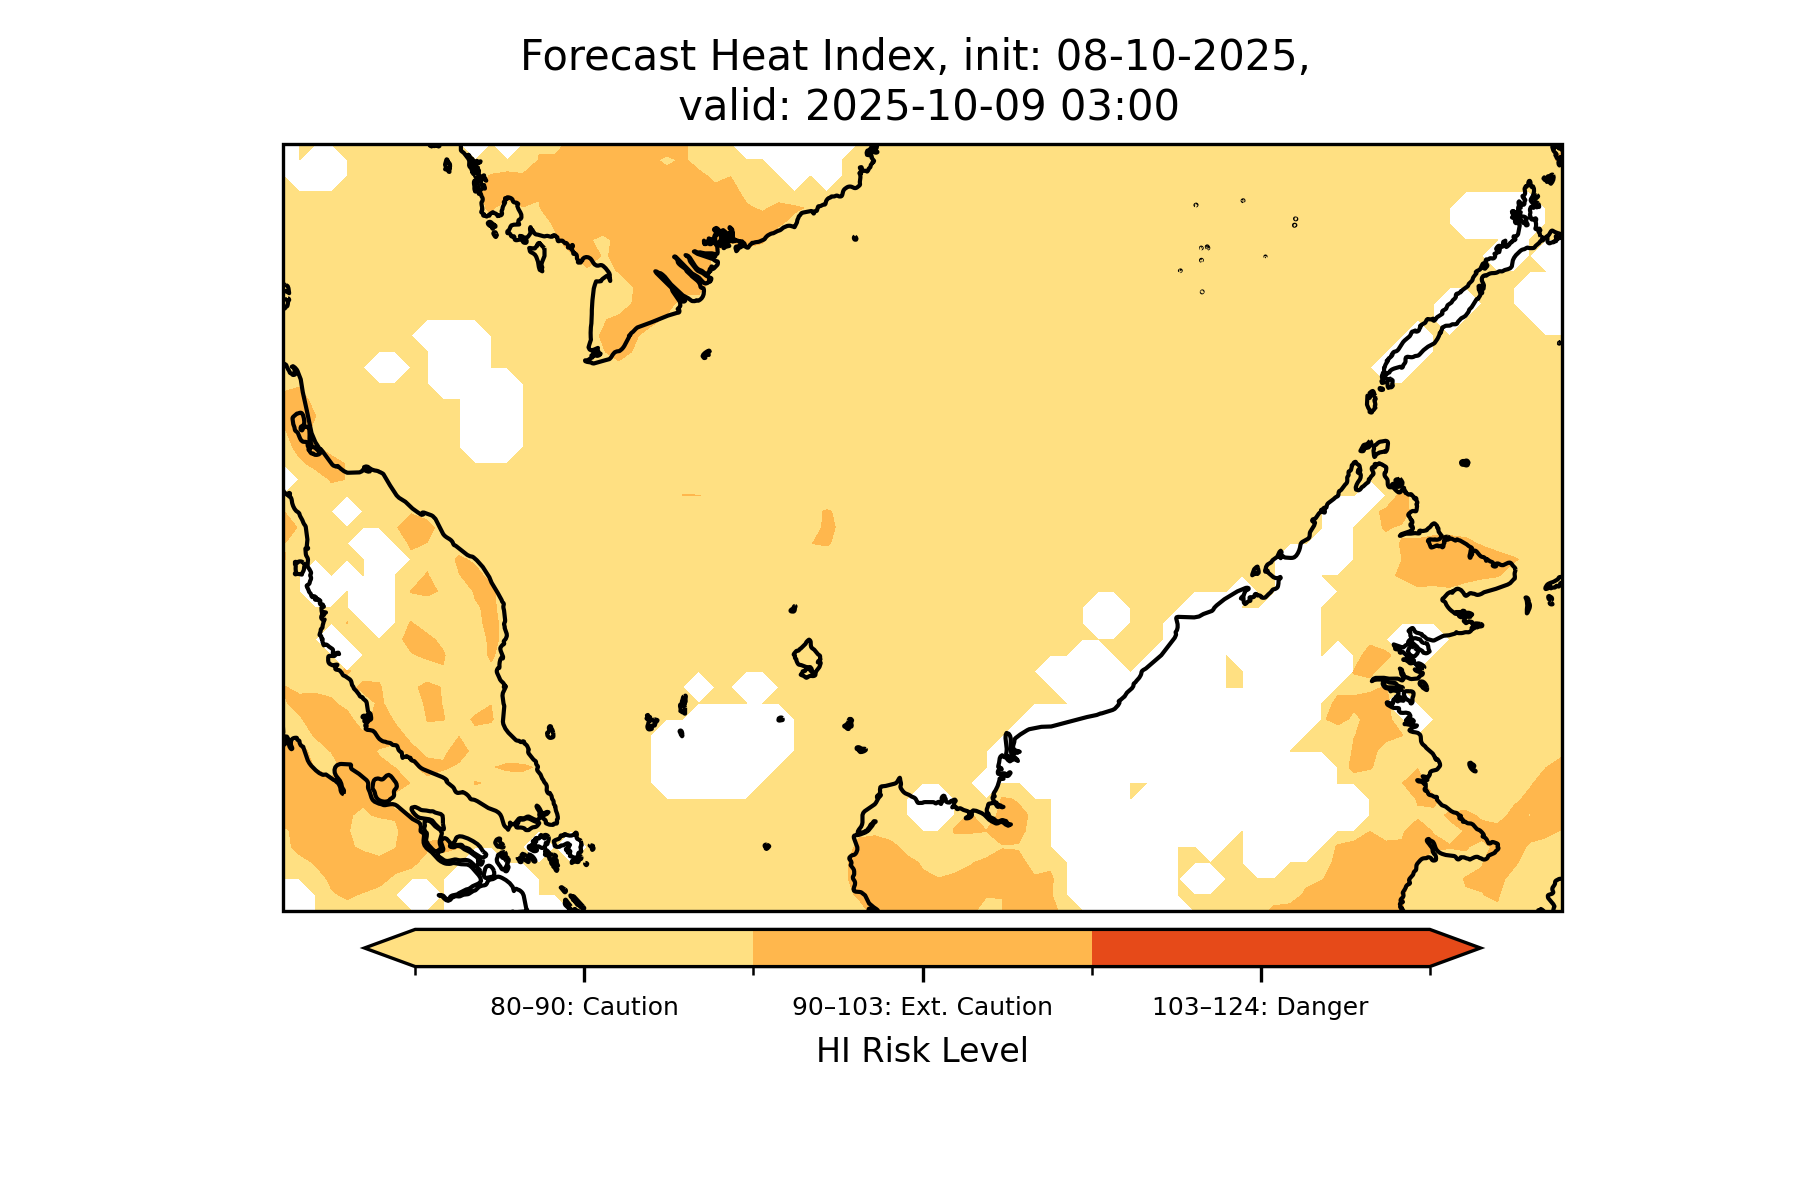 Forecast Heat Index, init: 08-10-2025,
valid: 2025-10-09 03:00
80–90: Caution
90–103: Ext. Caution
103–124: Danger
HI Risk Level